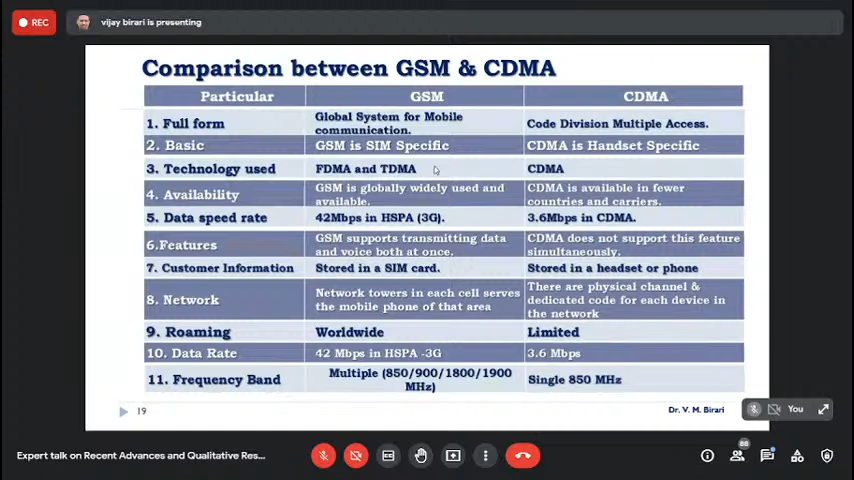 REC
vijay birari is presenting
Comparison between GSM & CDMA
Particular GSM CDMA
1. Full form
Global System for Mobile
communication.
Code Division Multiple Access.
2. Basic GSM is SIM Specific CDMA is Handset Specific
3. Technology used FDMA and TDMA CDMA
4. Availability
GSM is globally widely used and
available.
CDMA is available in fewer
countries and carriers.
5. Data speed rate 42Mbps in HSPA (3G). 3.6Mbps in CDMA.
6.Features
GSM supports transmitting data
and voice both at once.
CDMA does not support this feature
simultaneously.
7. Customer Information Stored in a SIM card. Stored in a headset or phone
8. Network
Network towers in each cell serves
the mobile phone of that area
There are physical channel &
dedicated code for each device in
the network
9. Roaming Worldwide Limited
10. Data Rate 42 Mbps in HSPA -3G 3.6 Mbps
11. Frequency Band
Multiple (850/900/1800/1900
MHz)
Single 850 MHz
19
Dr. V. M. Birari
You
Expert talk on Recent Advances and Qualitative Res...
88